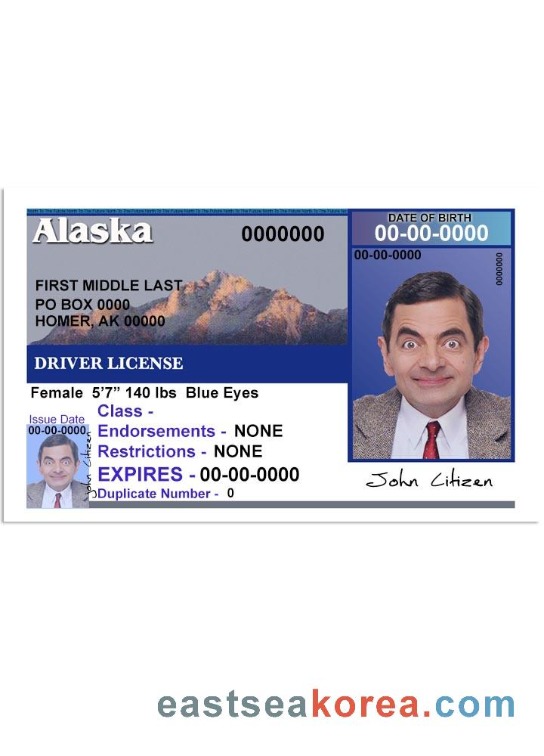 Alaska
0000000
DATE OF BIRTH
00-00-0000
00-00-0000
0000000
FIRST MIDDLE LAST
PO BOX 0000
HOMER, AK 00000
DRIVER LICENSE
Female 5'7” 140 lbs Blue Eyes
Class -
Issue Date
00-00-0000
Endorsements - NONE
Restrictions - NONE
EXPIRES - 00-00-0000
Duplicate Number - 0
John Citizen
John Citizen
eastseakorea.com